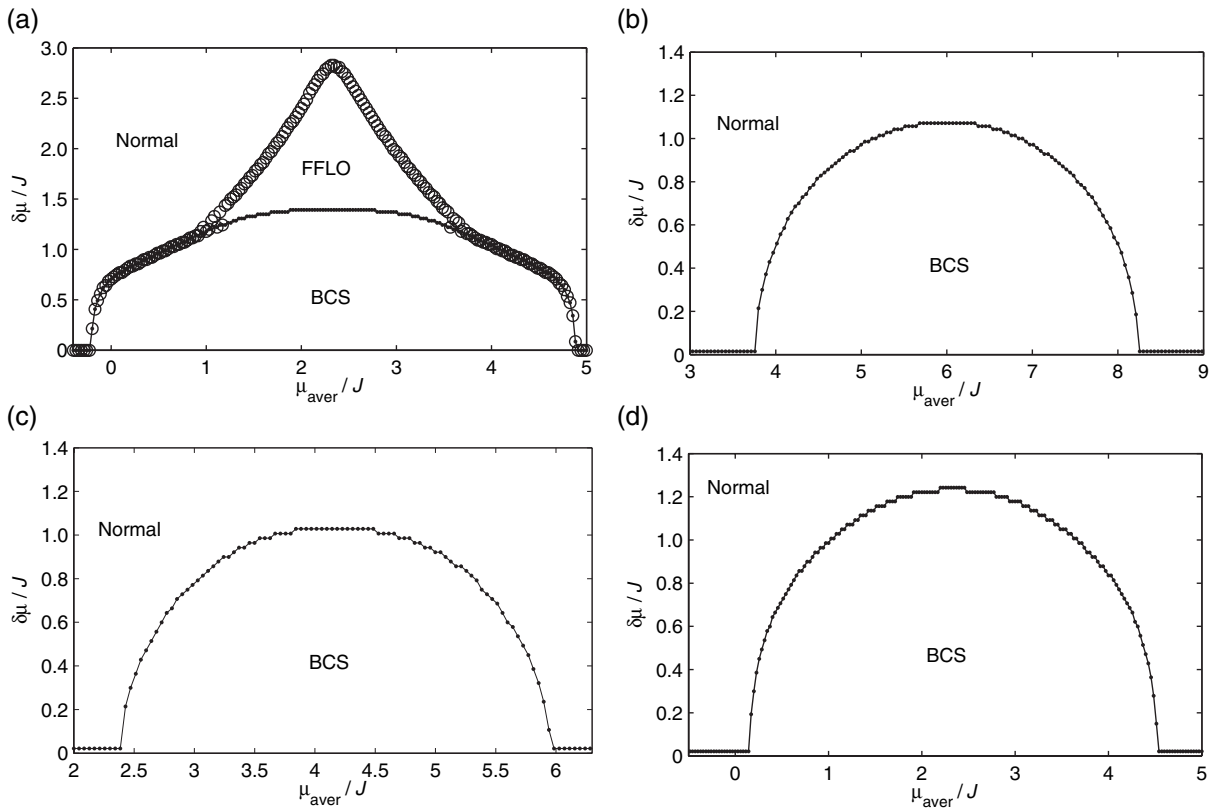 (a)
3.0
2.5
2.0
1.5
1.0
0.5
0
0 1 2 3 4 5
δμ / J
μaver / J
Normal
FFLO
BCS
(b)
1.4
1.2
1.0
0.8
0.6
0.4
0.2
0
3 4 5 6 7 8 9
δμ / J
μaver / J
Normal
BCS
(c)
1.4
1.2
1.0
0.8
0.6
0.4
0.2
0
2 2.5 3 3.5 4 4.5 5 5.5 6
δμ / J
μaver / J
Normal
BCS
(d)
1.4
1.2
1.0
0.8
0.6
0.4
0.2
0
0 1 2 3 4 5
δμ / J
μaver / J
Normal
BCS